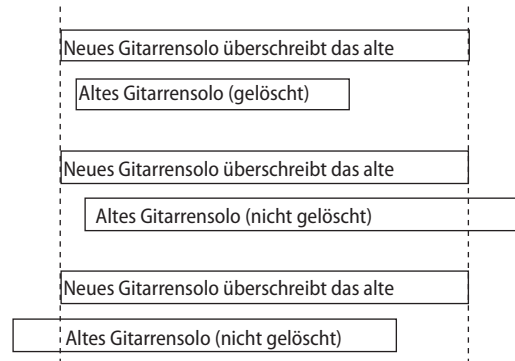 Neues Gitarrensolo überschreibt das alte
Altes Gitarrensolo (gelöscht)
Neues Gitarrensolo überschreibt das alte
Altes Gitarrensolo (nicht gelöscht)
Neues Gitarrensolo überschreibt das alte
Altes Gitarrensolo (nicht gelöscht)